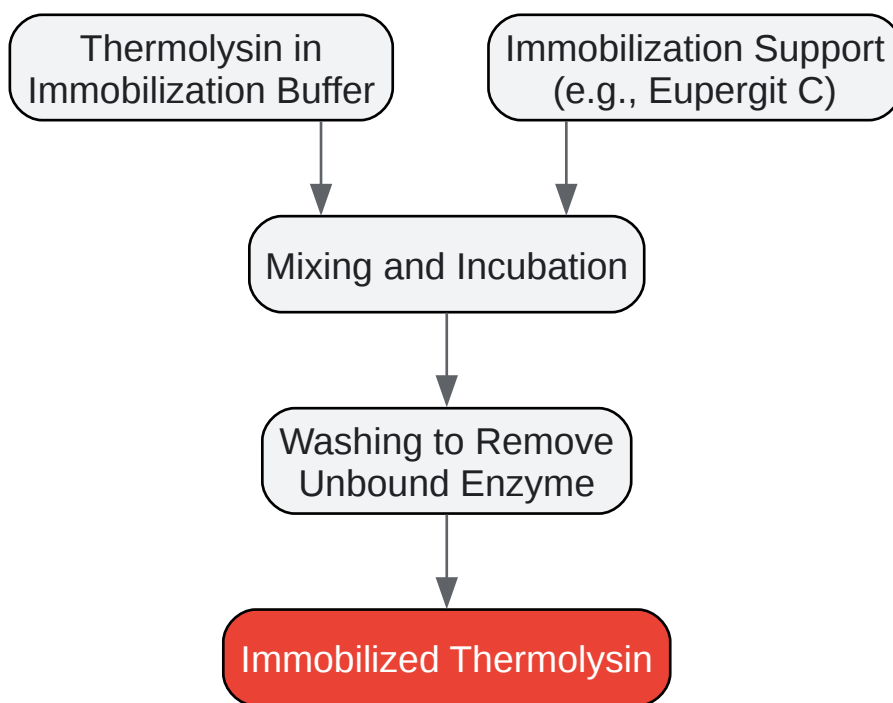 Thermolysin in
Immobilization Buffer
Immobilization Support
(e.g., Eupergit C)
Mixing and Incubation
Washing to Remove
Unbound Enzyme
Immobilized Thermolysin